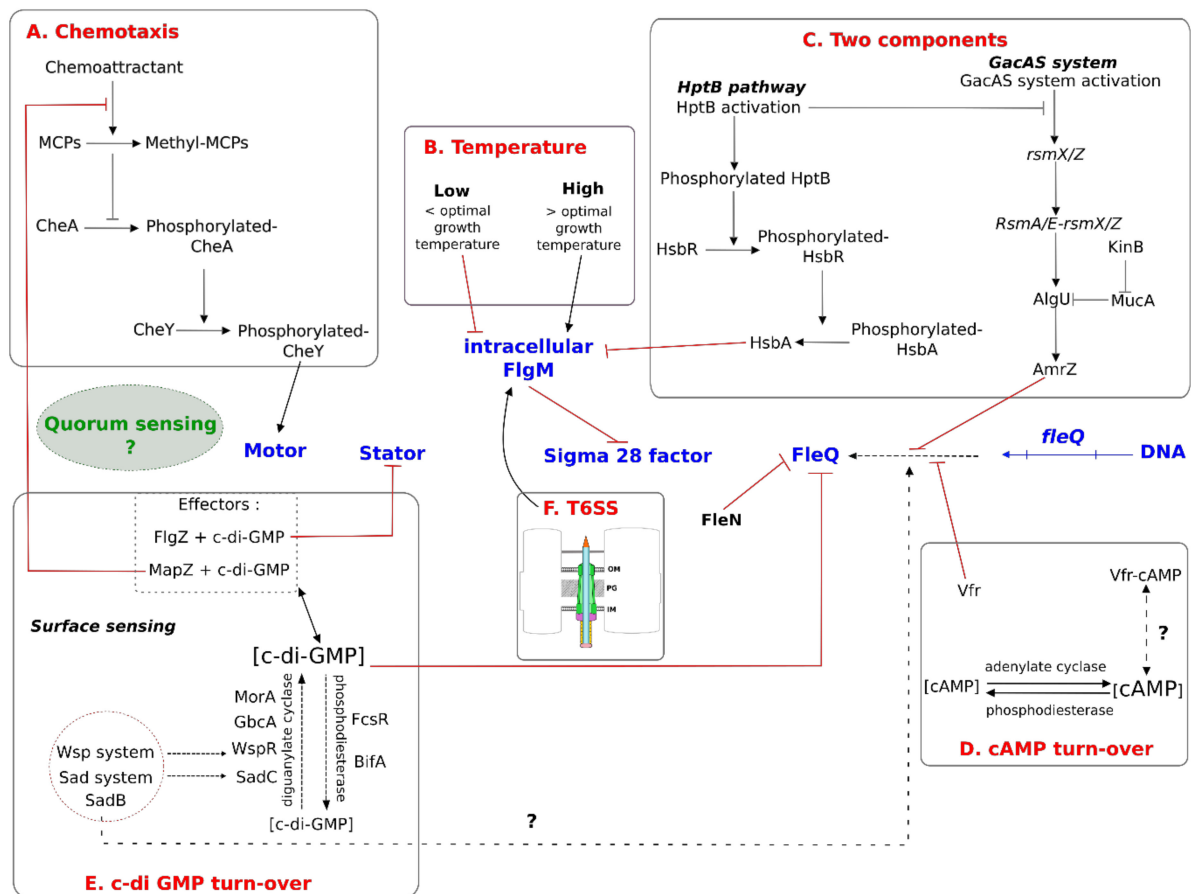 A. Chemotaxis
Chemoattractant
MCPs
Methyl-MCPs
CheA
Phosphorylated-
CheA
CheY
Phosphorylated-
CheY
B. Temperature
Low
< optimal
growth
temperature
High
> optimal
growth
temperature
C. Two components
HptB pathway
HptB activation
GacAS system
GacAS system activation
rsmX/Z
Phosphorylated HptB
RsmA/E-rsmX/Z
HsbR
Phosphorylated-
HsbR
KinB
AlgU
MucA
HsbA
Phosphorylated-
HsbA
AmrZ
intracellular
FlgM
Quorum sensing
?
Motor
Stator
Sigma 28 factor
FleQ
fleQ
DNA
FleN
F. T6SS
OM
PG
IM
Effectors :
FlgZ + c-di-GMP
MapZ + c-di-GMP
Surface sensing
[c-di-GMP]
MorA
GbcA
WspR
SadC
diguanylate cyclase
phosphodiesterase
FcsR
BifA
Wsp system
Sad system
SadB
[c-di-GMP]
?
E. c-di GMP turn-over
Vfr
Vfr-cAMP
?
[cAMP]
adenylate cyclase
phosphodiesterase
[cAMP]
D. cAMP turn-over